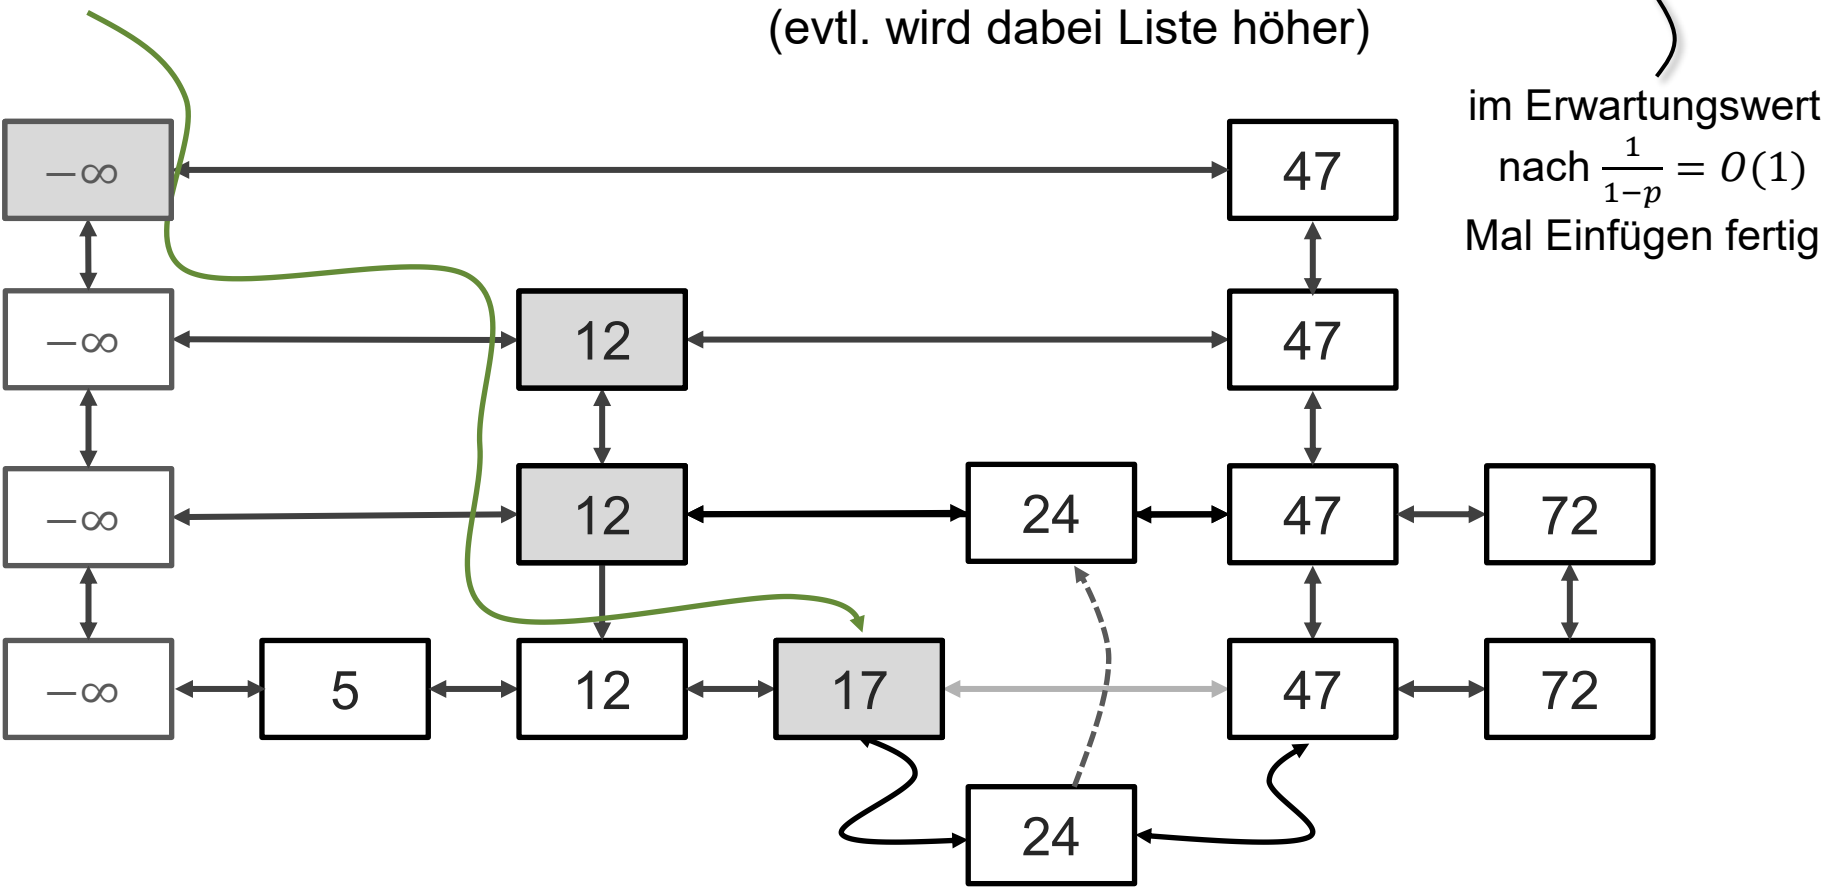 (evtl. wird dabei Liste höher)
im Erwartungswert
nach 1/(1−p) = O(1)
Mal Einfügen fertig
−∞ 47
−∞ 12 47
−∞ 12 24 47 72
−∞ 5 12 17 47 72
24